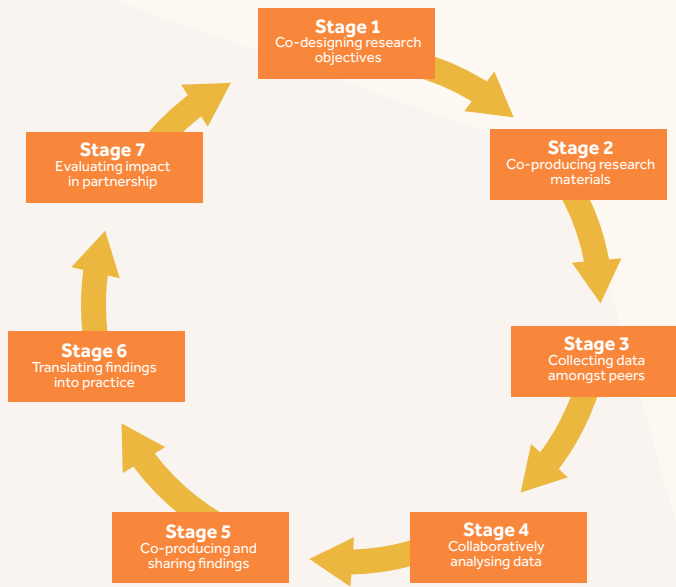 Stage 1
Co-designing research
objectives
Stage 2
Co-producing research
materials
Stage 3
Collecting data
amongst peers
Stage 4
Collaboratively
analysing data
Stage 5
Co-producing and
sharing findings
Stage 6
Translating findings
into practice
Stage 7
Evaluating impact
in partnership